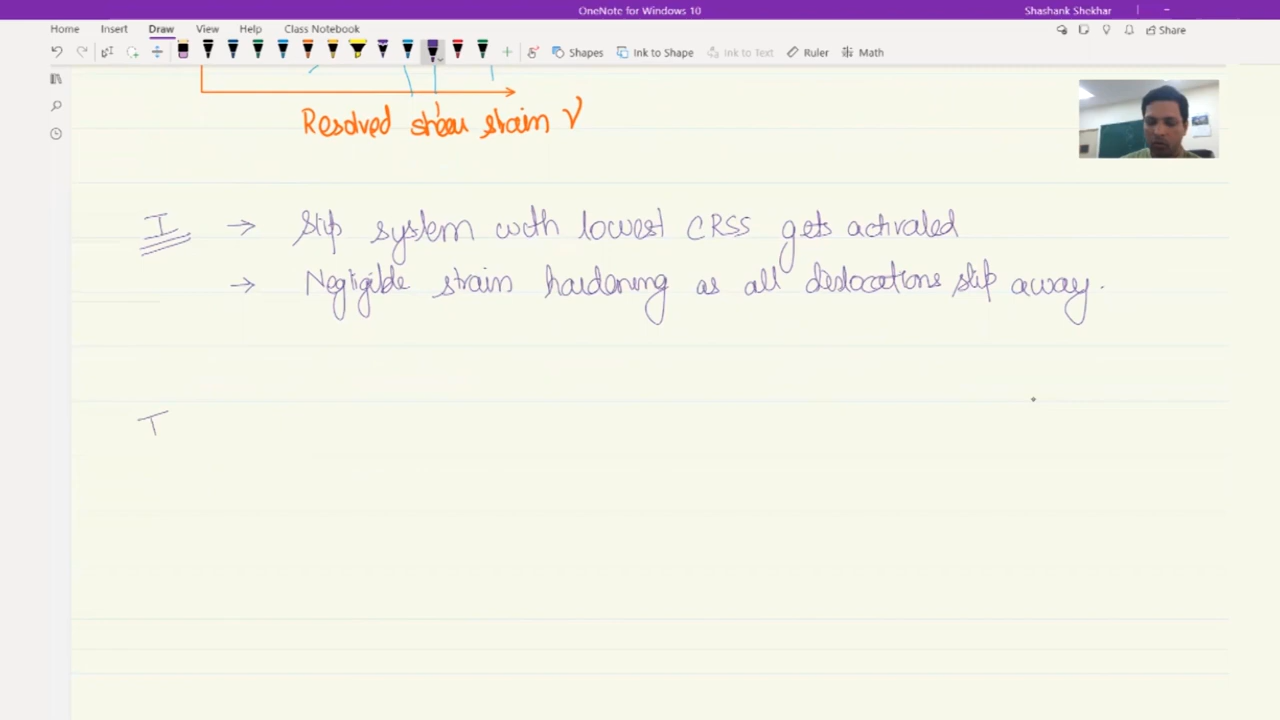 OneNote for Windows 10
Shashank Shekhar
Home Insert Draw View Help Class Notebook
Share
Shapes Ink to Shape Ink to Text Ruler Math
Resolved shear strain γ
I → Slip system with lowest CRSS gets activated
→ Negligible strain hardening as all dislocations slip away.
I